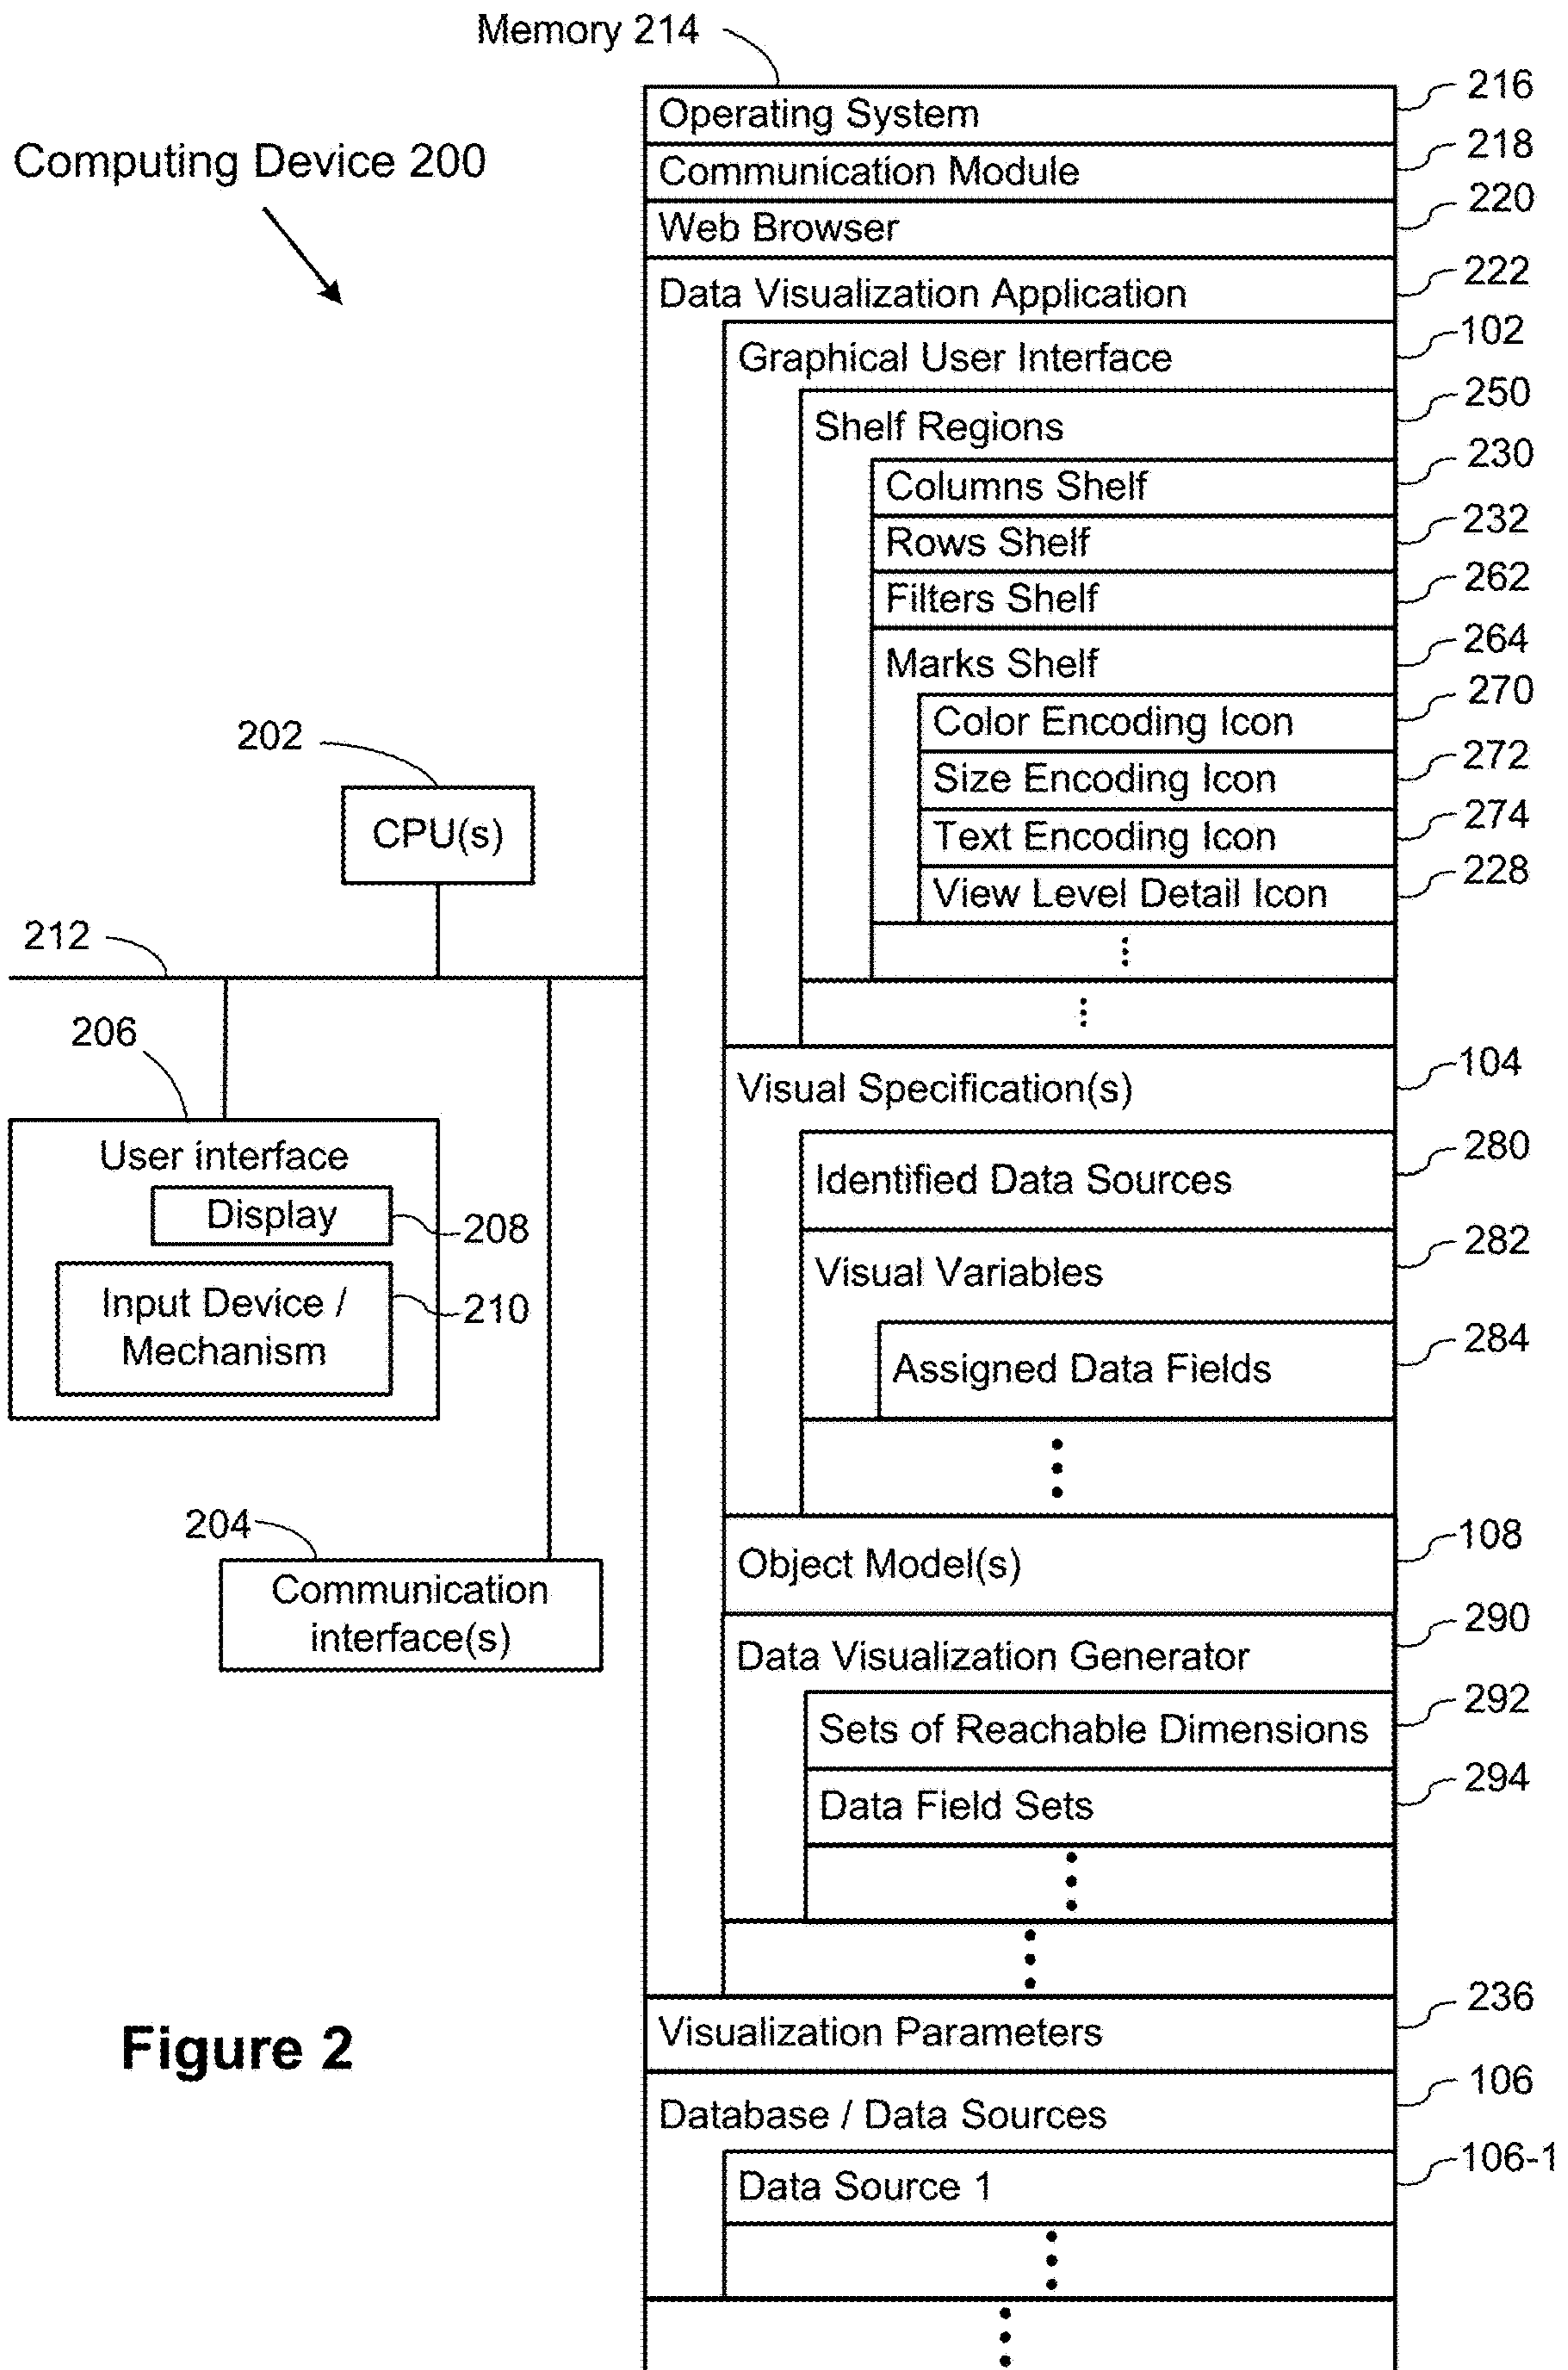 Memory 214
Computing Device 200
Operating System 216
Communication Module 218
Web Browser 220
Data Visualization Application 222
Graphical User Interface 102
Shelf Regions 250
Columns Shelf 230
Rows Shelf 232
Filters Shelf 262
Marks Shelf 264
Color Encoding Icon 270
Size Encoding Icon 272
Text Encoding Icon 274
View Level Detail Icon 228
202
CPU(s)
212
206
User interface
Display 208
Input Device / 210
Mechanism
204
Communication
interface(s)
Visual Specification(s) 104
Identified Data Sources 280
Visual Variables 282
Assigned Data Fields 284
Object Model(s) 108
Data Visualization Generator 290
Sets of Reachable Dimensions 292
Data Field Sets 294
Visualization Parameters 236
Database / Data Sources 106
Data Source 1 106-1
Figure 2